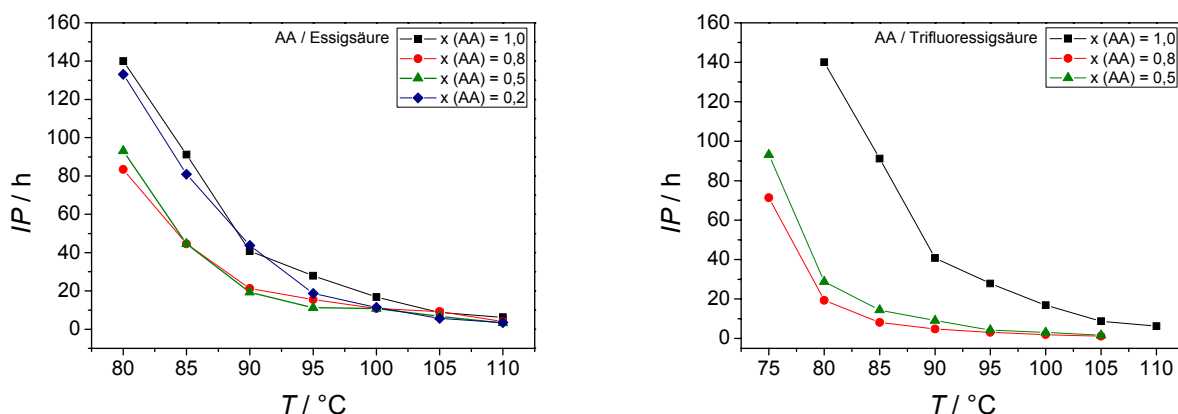 AA / Essigsäure
x (AA) = 1,0
x (AA) = 0,8
x (AA) = 0,5
x (AA) = 0,2
160
140
120
100
80
60
40
20
0
IP / h
80 85 90 95 100 105 110
T / °C
AA / Trifluoressigsäure
x (AA) = 1,0
x (AA) = 0,8
x (AA) = 0,5
160
140
120
100
80
60
40
20
0
IP / h
75 80 85 90 95 100 105 110
T / °C